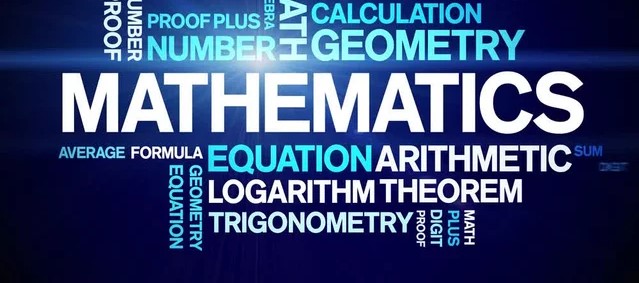 PROOF
NUMBER
PROOF PLUS
MATH
CALCULATION
NUMBER
GEOMETRY
MATHEMATICS
AVERAGE FORMULA EQUATION ARITHMETIC SUM
EQUATION
GEOMETRY
LOGARITHM THEOREM
TRIGONOMETRY
PROOF
DIGIT
PLUS
MATH